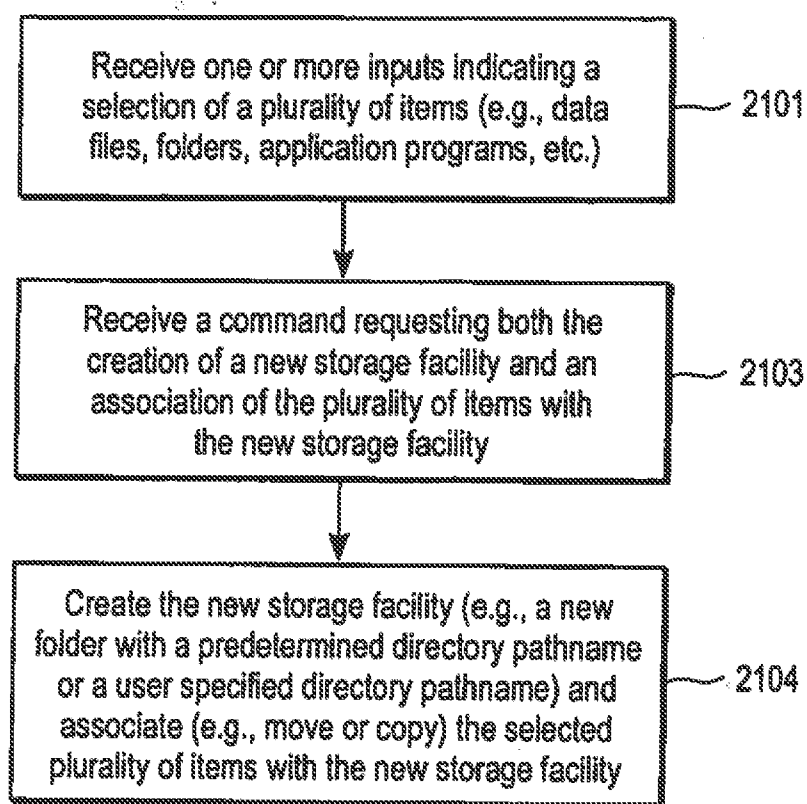 Receive one or more inputs indicating a
selection of a plurality of items (e.g., data
files, folders, application programs, etc.)
2101
Receive a command requesting both the
creation of a new storage facility and an
association of the plurality of items with
the new storage facility
2103
Create the new storage facility (e.g., a new
folder with a predetermined directory pathname
or a user specified directory pathname) and
associate (e.g., move or copy) the selected
plurality of items with the new storage facility
2104